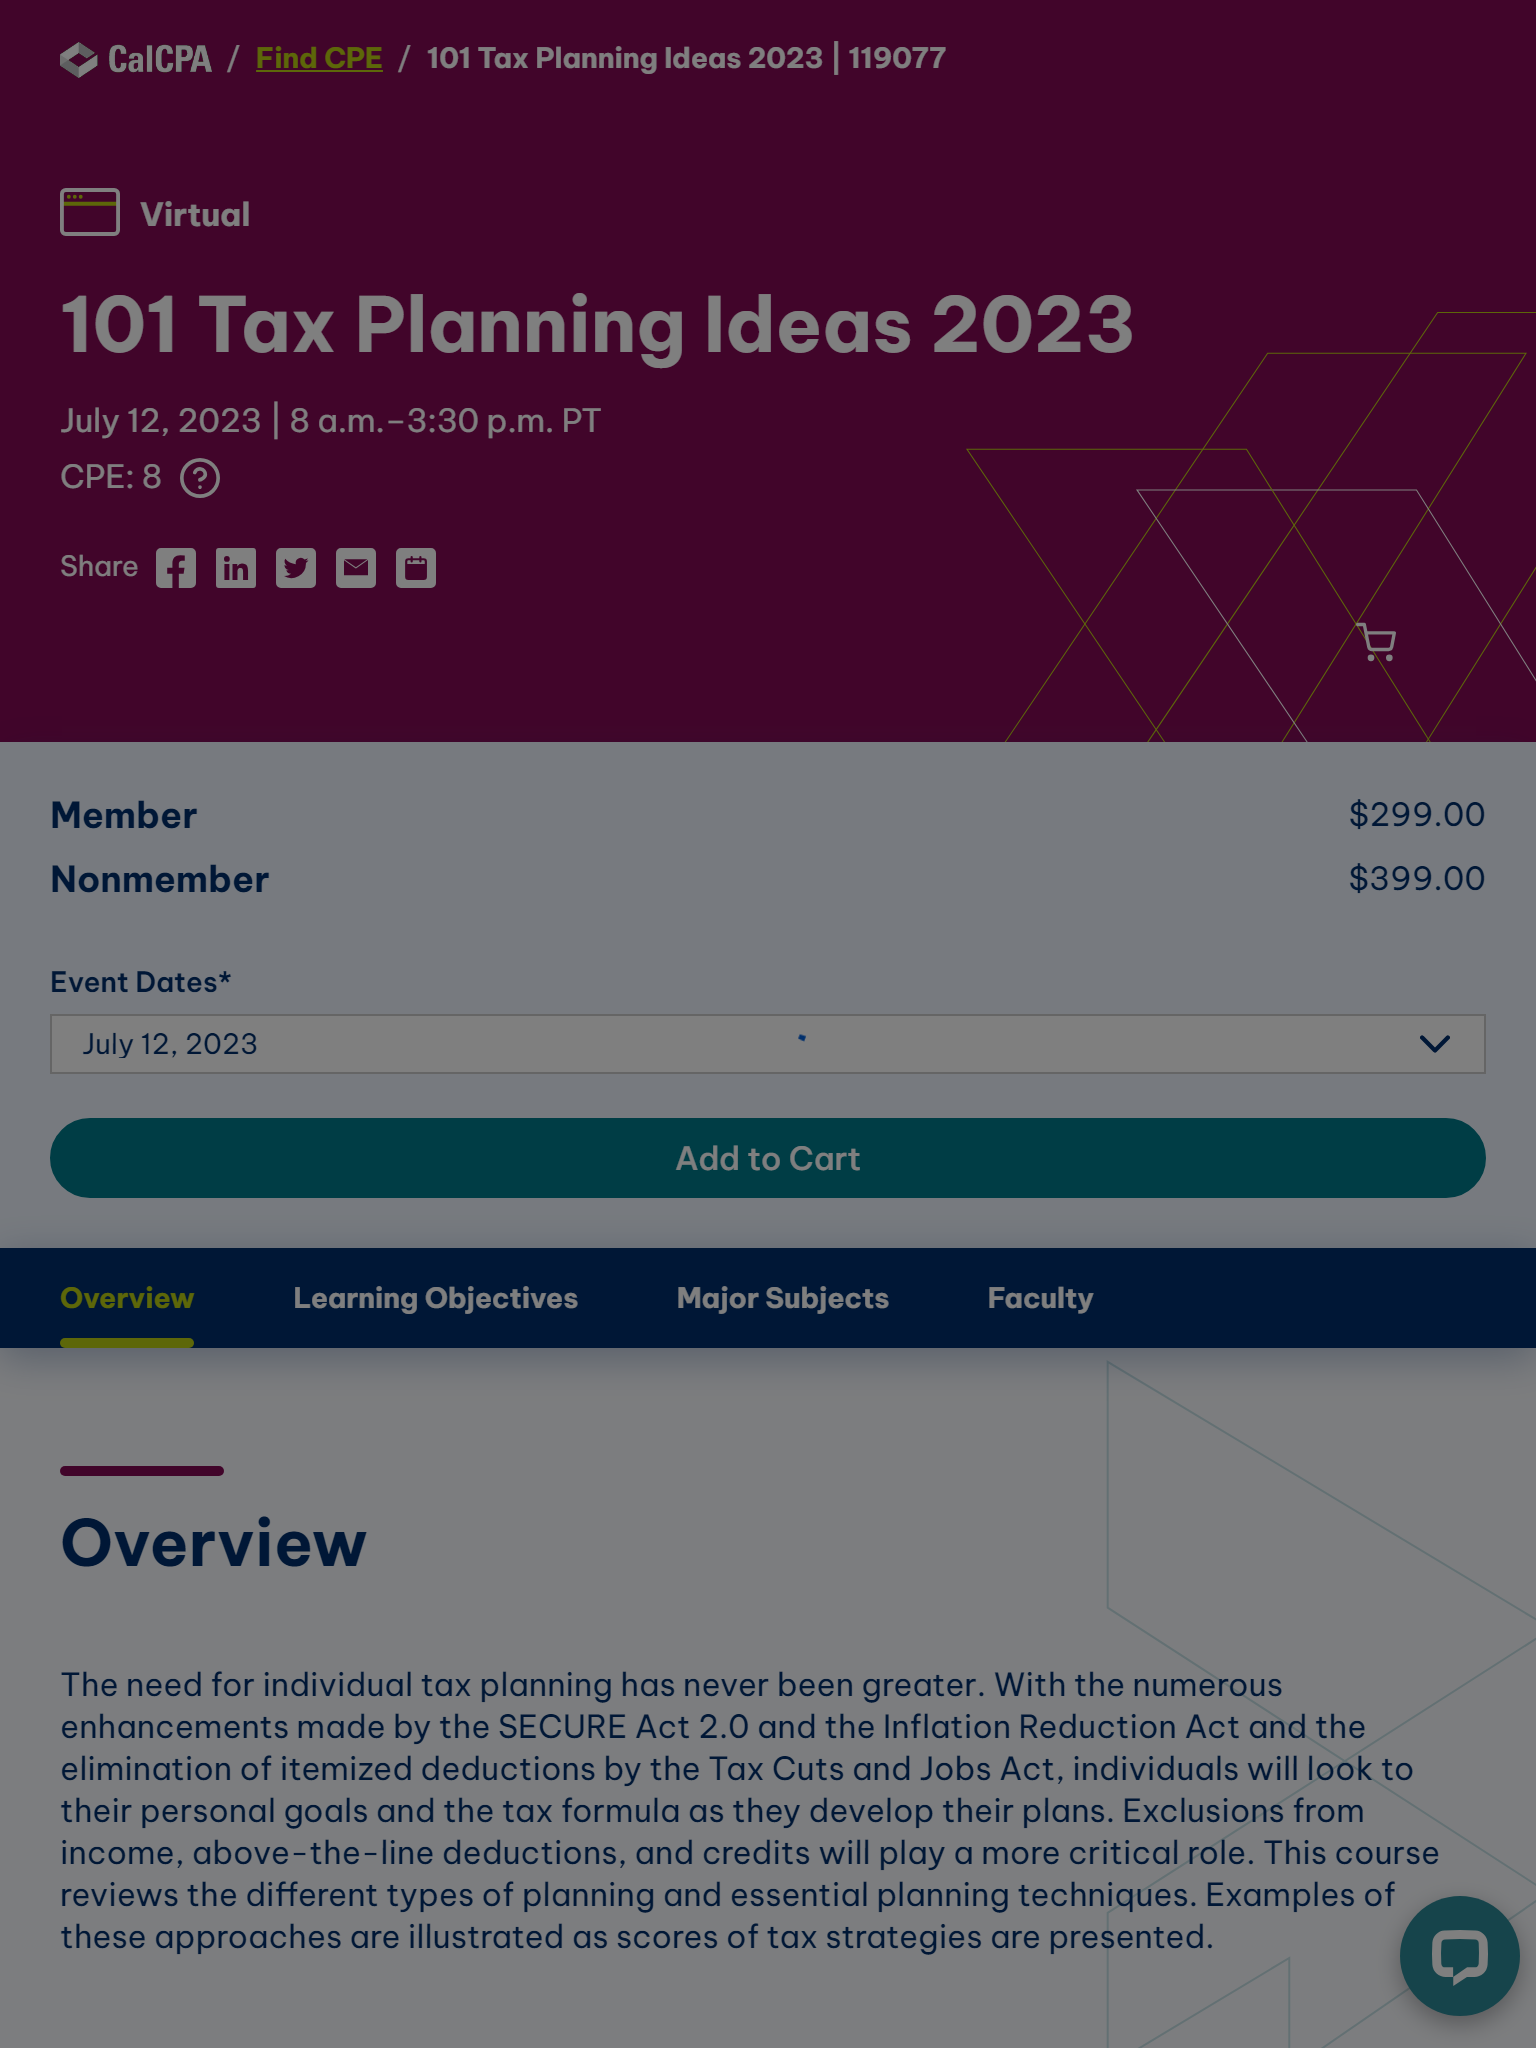 CalCPA / Find CPE / 101 Tax Planning Ideas 2023 | 119077
Virtual
101 Tax Planning Ideas 2023
July 12, 2023 | 8 a.m.–3:30 p.m. PT
CPE: 8 ?
Share
Member $299.00
Nonmember $399.00
Event Dates*
July 12, 2023
Add to Cart
Overview Learning Objectives Major Subjects Faculty
Overview
The need for individual tax planning has never been greater. With the numerous
enhancements made by the SECURE Act 2.0 and the Inflation Reduction Act and the
elimination of itemized deductions by the Tax Cuts and Jobs Act, individuals will look to
their personal goals and the tax formula as they develop their plans. Exclusions from
income, above-the-line deductions, and credits will play a more critical role. This course
reviews the different types of planning and essential planning techniques. Examples of
these approaches are illustrated as scores of tax strategies are presented.